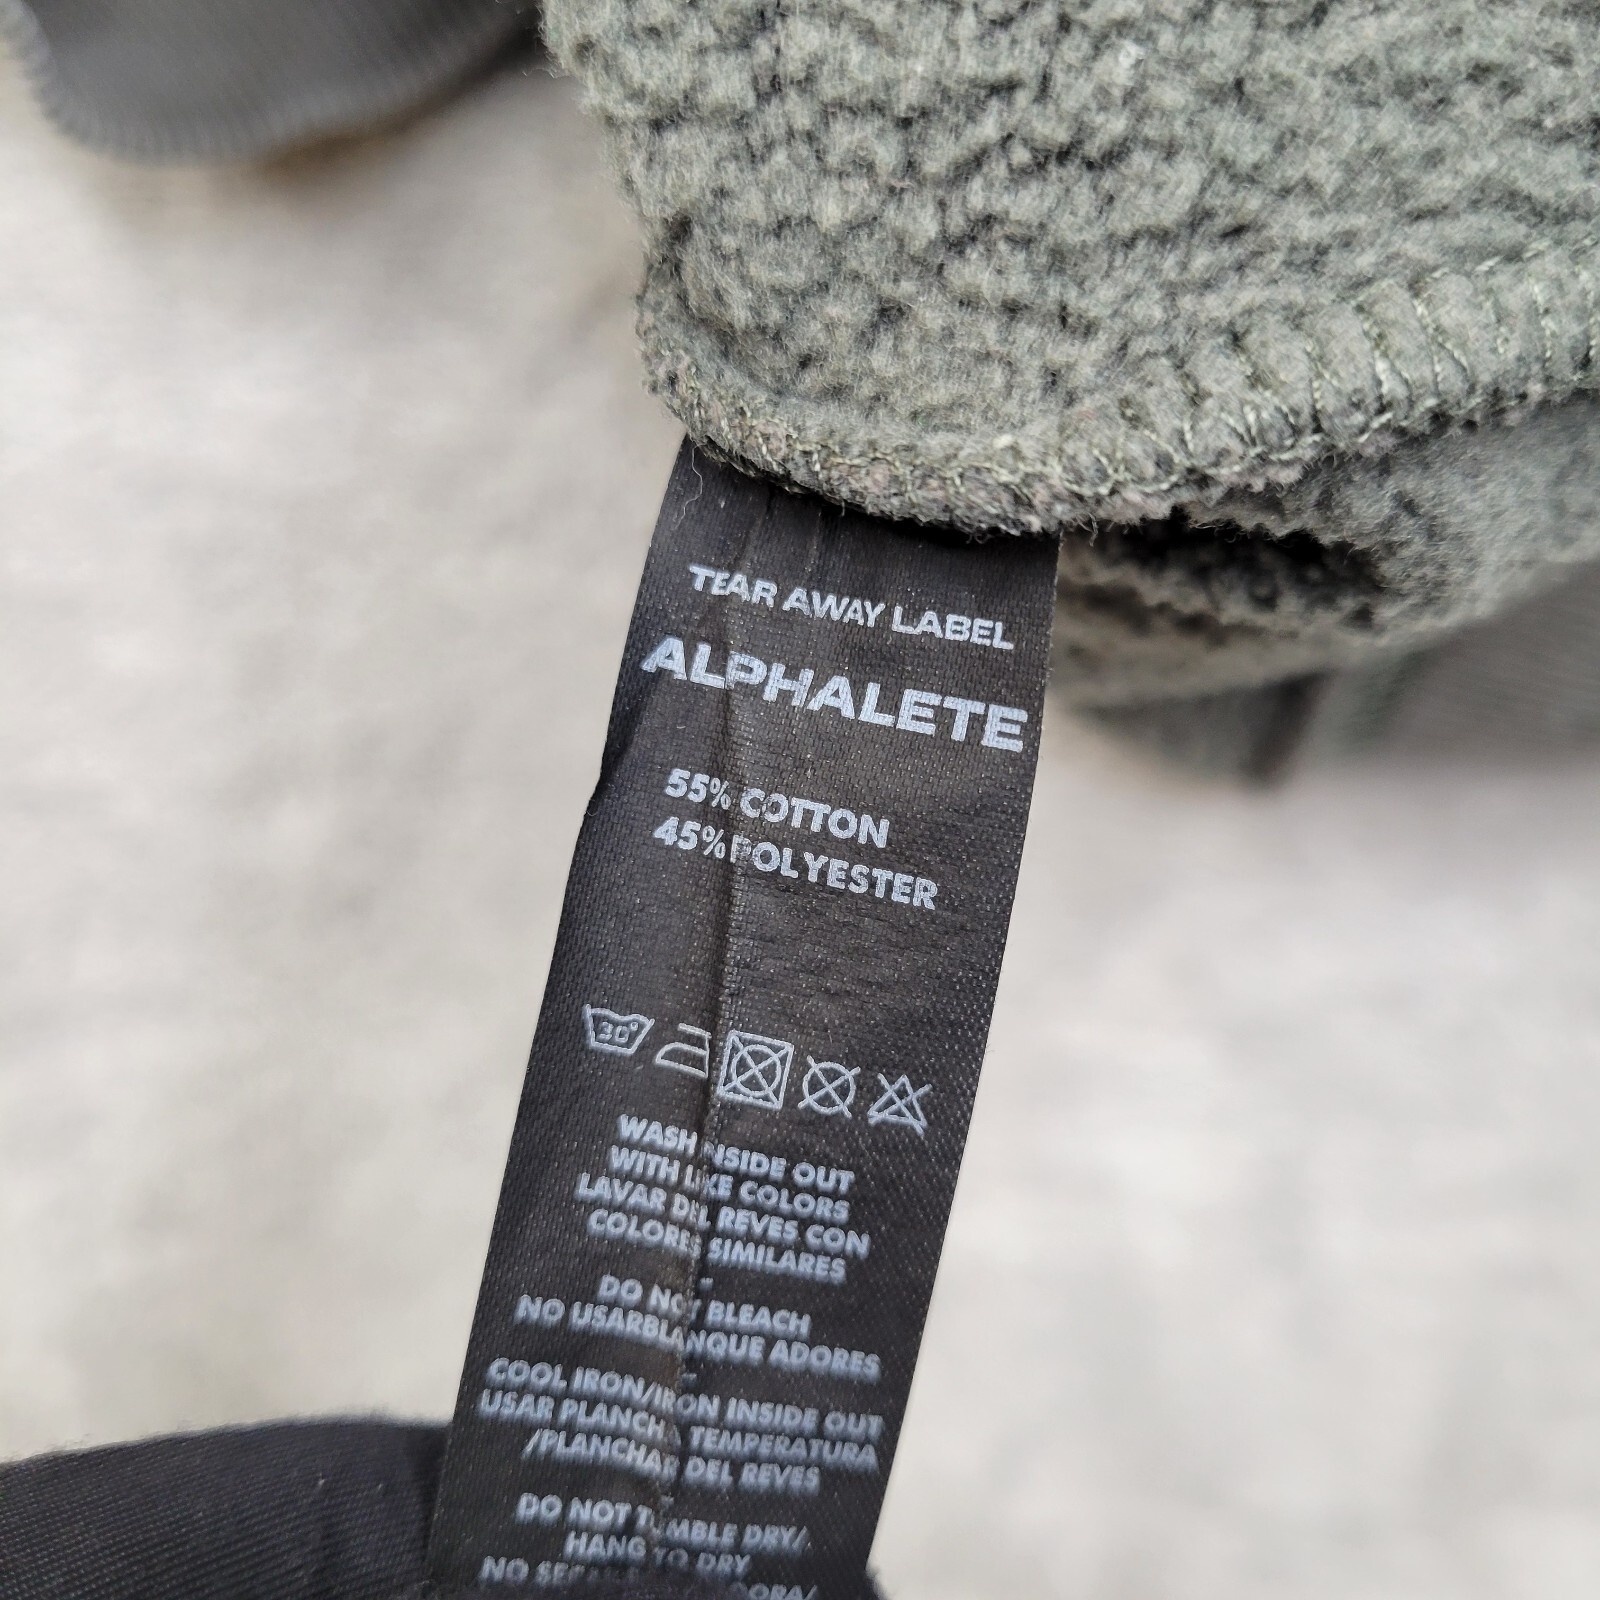 TEAR AWAY LABEL
ALPHALETE
55% COTTON
45% POLYESTER
30°
WASH INSIDE OUT
WITH LIKE COLORS
LAVAR DEL REVES CON
COLORES SIMILARES
-
DO NOT BLEACH
NO USARBLANQUE ADORES
-
COOL IRON/IRON INSIDE OUT
USAR PLANCHA TEMPERATURA
/PLANCHAR DEL REVES
-
DO NOT TUMBLE DRY/
HANG TO DRY
NO